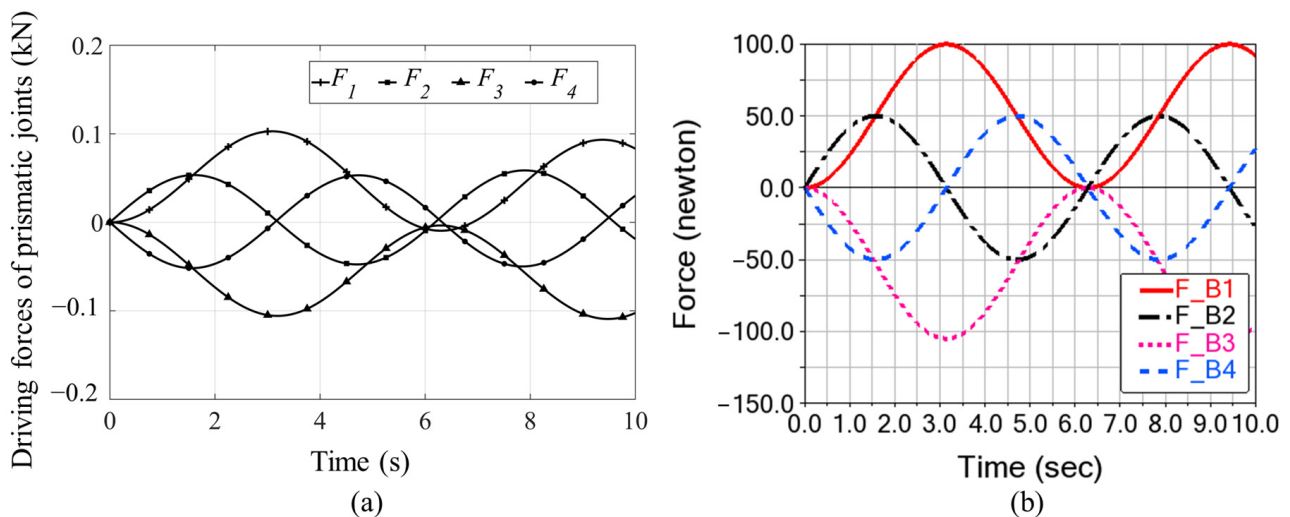 Driving forces of prismatic joints (kN)
0.2
0.1
0
−0.1
−0.2
F1 F2 F3 F4
0 2 4 6 8 10
Time (s)
(a)
Force (newton)
100.0
50.0
0.0
−50.0
−100.0
−150.0
F_B1
F_B2
F_B3
F_B4
0.0 1.0 2.0 3.0 4.0 5.0 6.0 7.0 8.0 9.0 10.0
Time (sec)
(b)